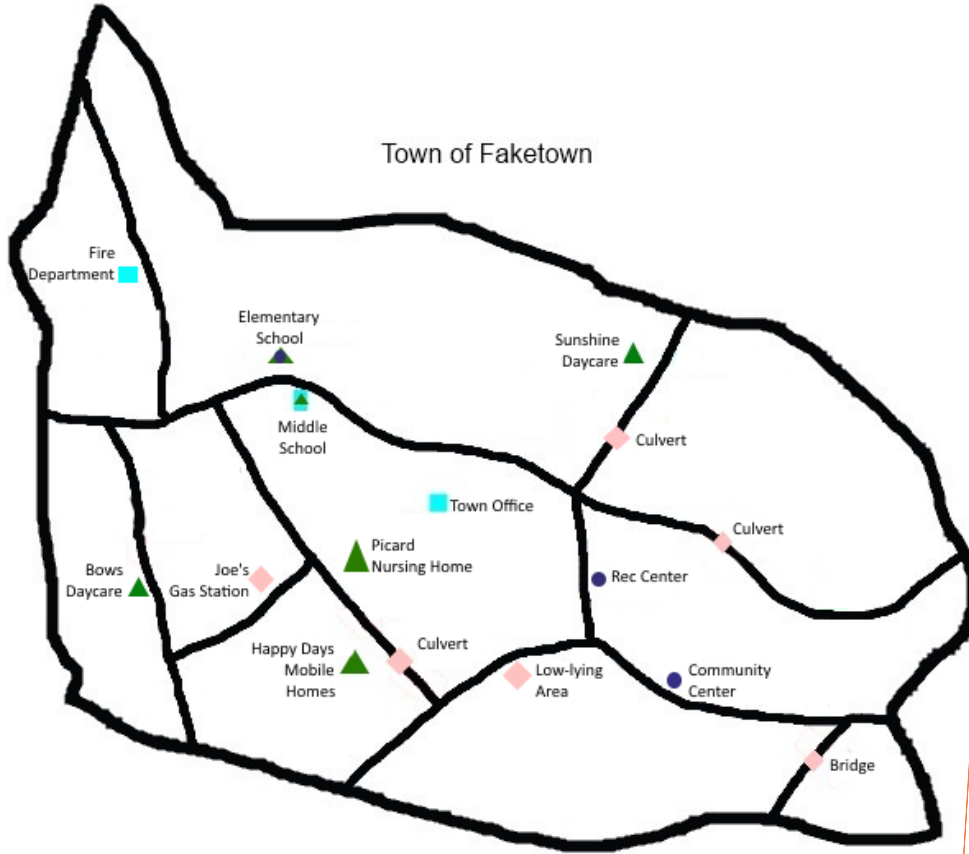 Town of Faketown
Fire
Department
Elementary
School
Sunshine
Daycare
Middle
School
Culvert
Town Office
Culvert
Picard
Nursing Home
Bows
Daycare
Joe's
Gas Station
Rec Center
Happy Days
Mobile
Homes
Culvert
Low-lying
Area
Community
Center
Bridge